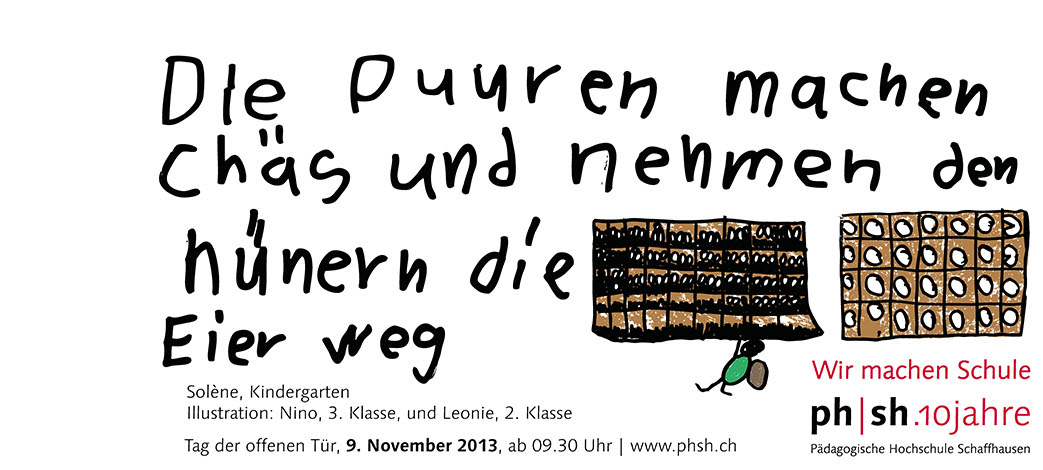 DIe Puuren machen
chäs und nehmen den
hünern die
Eier weg
Solène, Kindergarten
Illustration: Nino, 3. Klasse, und Leonie, 2. Klasse
Tag der offenen Tür, 9. November 2013, ab 09.30 Uhr | www.phsh.ch
Wir machen Schule
ph|sh.10jahre
Pädagogische Hochschule Schaffhausen